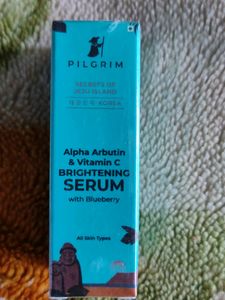 PILGRIM
SECRETS OF
JEJU ISLAND
KOREA
Alpha Arbutin
& Vitamin C
BRIGHTENING
SERUM
with Blueberry
All Skin Types